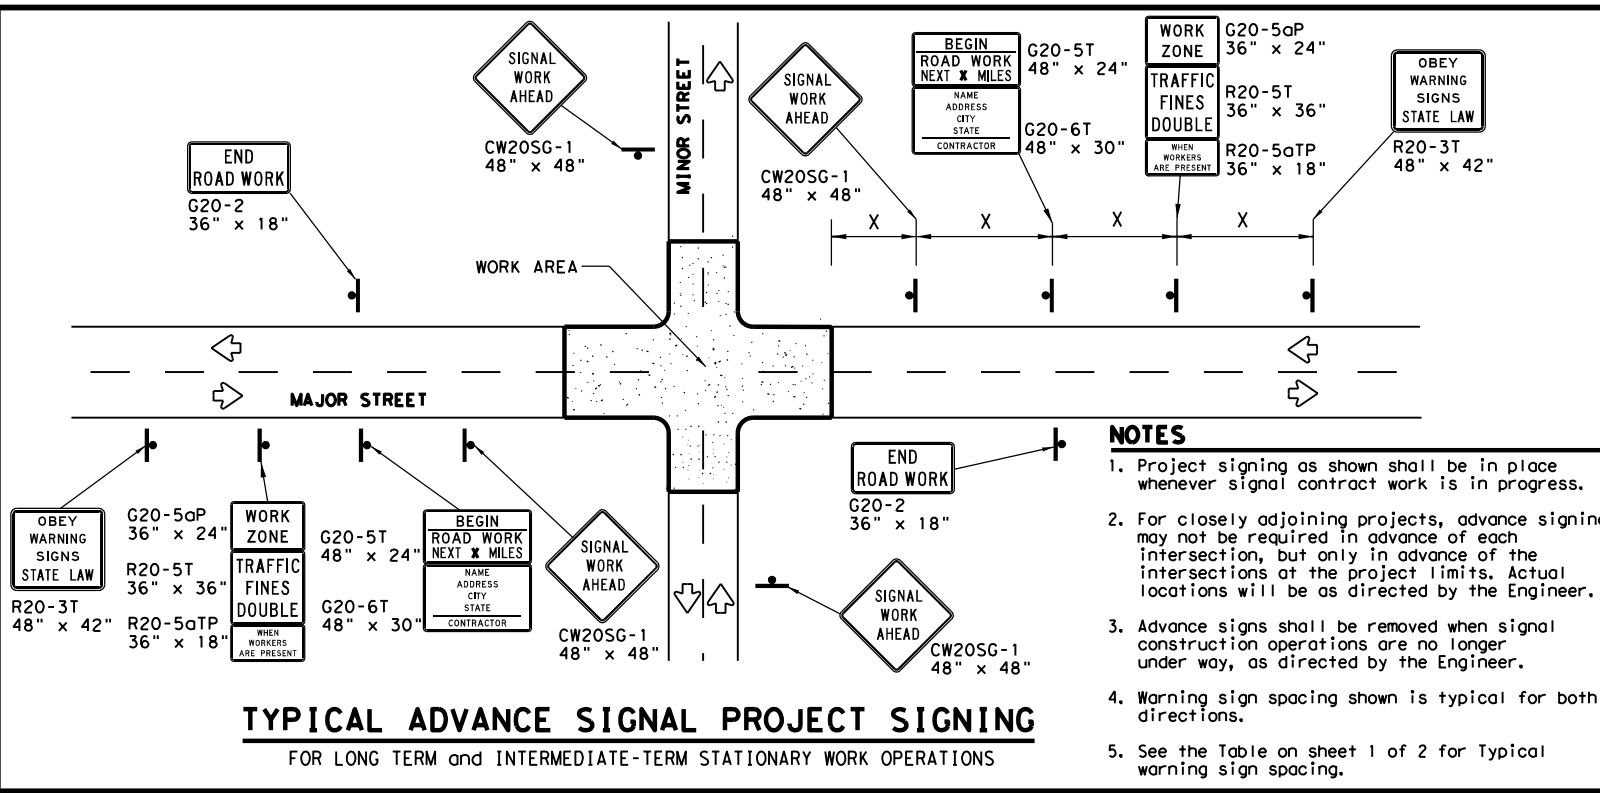 SIGNAL
WORK
AHEAD
CW20SG-1
48" x 48"
END
ROAD WORK
G20-2
36" x 18"
WORK AREA
MINOR STREET
SIGNAL
WORK
AHEAD
CW20SG-1
48" x 48"
BEGIN
ROAD WORK
NEXT X MILES
NAME
ADDRESS
CITY
STATE
CONTRACTOR
G20-5T
48" x 24"
G20-6T
48" x 30"
WORK
ZONE
TRAFFIC
FINES
DOUBLE
WHEN
WORKERS
ARE PRESENT
G20-5aP
36" x 24"
R20-5T
36" x 36"
R20-5aTP
36" x 18"
OBEY
WARNING
SIGNS
STATE LAW
R20-3T
48" x 42"
X
X
X
X
MAJOR STREET
OBEY
WARNING
SIGNS
STATE LAW
R20-3T
48" x 42"
G20-5aP
36" x 24"
R20-5T
36" x 36"
R20-5aTP
36" x 18"
WORK
ZONE
TRAFFIC
FINES
DOUBLE
WHEN
WORKERS
ARE PRESENT
G20-5T
48" x 24"
G20-6T
48" x 30"
BEGIN
ROAD WORK
NEXT X MILES
NAME
ADDRESS
CITY
STATE
CONTRACTOR
SIGNAL
WORK
AHEAD
CW20SG-1
48" x 48"
END
ROAD WORK
G20-2
36" x 18"
SIGNAL
WORK
AHEAD
CW20SG-1
48" x 48"
TYPICAL ADVANCE SIGNAL PROJECT SIGNING
FOR LONG TERM and INTERMEDIATE-TERM STATIONARY WORK OPERATIONS
NOTES
1. Project signing as shown shall be in place
whenever signal contract work is in progress.
2. For closely adjoining projects, advance signing
may not be required in advance of each
intersection, but only in advance of the
intersections at the project limits. Actual
locations will be as directed by the Engineer.
3. Advance signs shall be removed when signal
construction operations are no longer
under way, as directed by the Engineer.
4. Warning sign spacing shown is typical for both
directions.
5. See the Table on sheet 1 of 2 for Typical
warning sign spacing.